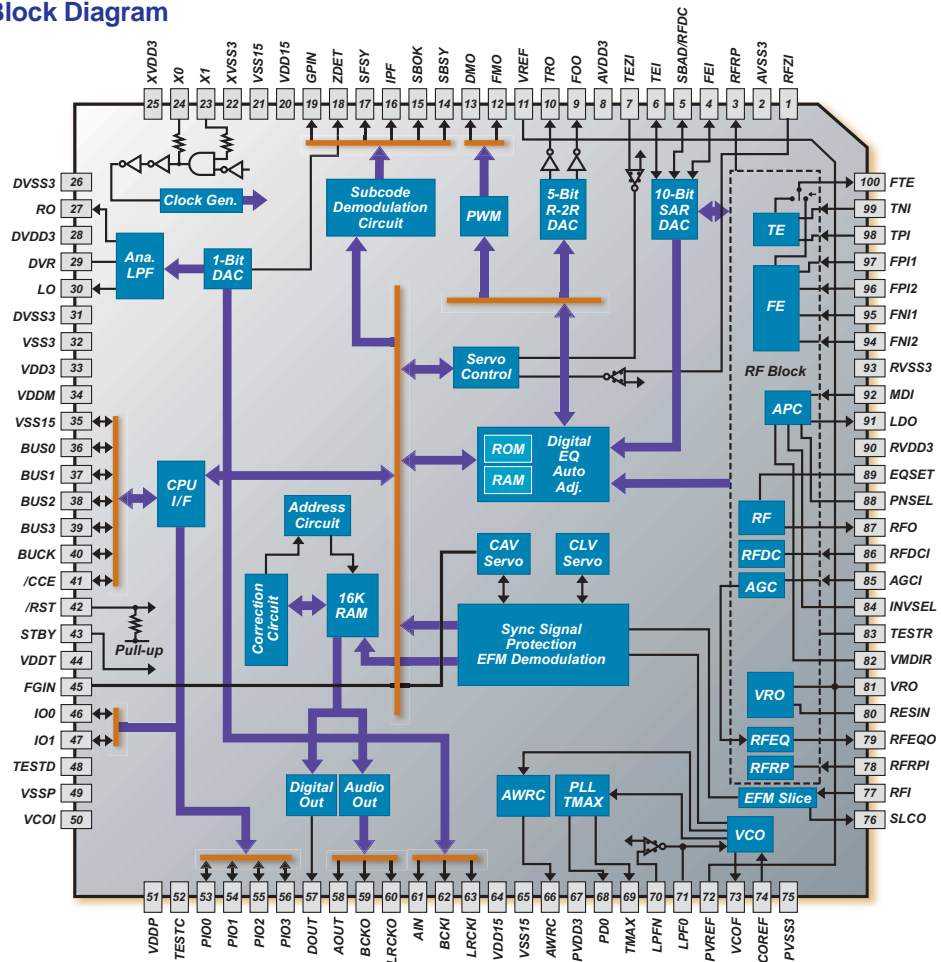 Block Diagram
XVDD3
X0
X1
XVSS3
VSS15
VDD15
GPIN
ZDET
SFSY
IPF
SBOK
SBSY
DMO
FMO
VREF
TRO
FOO
AVDD3
TEZI
TEI
SBAD/RFDC
FEI
RFRP
AVSS3
RFZI
25
24
23
22
21
20
19
18
17
16
15
14
13
12
11
10
9
8
7
6
5
4
3
2
1
DVSS3 26
RO 27
DVDD3 28
DVR 29
LO 30
DVSS3 31
VSS3 32
VDD3 33
VDDM 34
VSS15 35
BUS0 36
BUS1 37
BUS2 38
BUS3 39
BUCK 40
/CCE 41
/RST 42
STBY 43
VDDT 44
FGIN 45
IO0 46
IO1 47
TESTD 48
VSSP 49
VCOI 50
Clock Gen.
Ana.
LPF
1-Bit
DAC
Subcode
Demodulation
Circuit
PWM
5-Bit
R-2R
DAC
10-Bit
SAR
DAC
Servo
Control
ROM
RAM
Digital
EQ
Auto
Adj.
CPU
I/F
Address
Circuit
Correction
Circuit
16K
RAM
CAV
Servo
CLV
Servo
Sync Signal
Protection
EFM Demodulation
Pull-up
Digital
Out
Audio
Out
AWRC
PLL
TMAX
VCO
EFM Slice
TE
FE
RF Block
APC
RF
RFDC
AGC
VRO
RFEQ
RFRP
100 FTE
99 TNI
98 TPI
97 FPI1
96 FPI2
95 FNI1
94 FNI2
93 RVSS3
92 MDI
91 LDO
90 RVDD3
89 EQSET
88 PNSEL
87 RFO
86 RFDCI
85 AGCI
84 INVSEL
83 TESTR
82 VMDIR
81 VRO
80 RESIN
79 RFEQO
78 RFRPI
77 RFI
76 SLCO
51
52
53
54
55
56
57
58
59
60
61
62
63
64
65
66
67
68
69
70
71
72
73
74
75
VDDP
TESTC
PIO0
PIO1
PIO2
PIO3
DOUT
AOUT
BCKO
LRCKO
AIN
BCKI
LRCKI
VDD15
VSS15
AWRC
PVDD3
PD0
TMAX
LPFN
LPF0
PVREF
VCOF
COREF
PVSS3